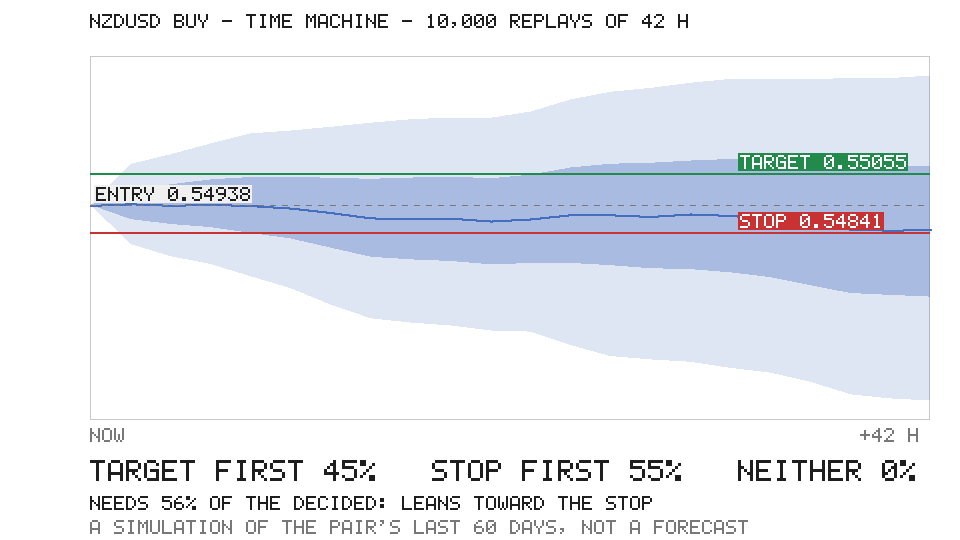 NZDUSD BUY - TIME MACHINE - 10,000 REPLAYS OF 42 H
TARGET 0.55055
ENTRY 0.54938
STOP 0.54841
NOW +42 H
TARGET FIRST 45% STOP FIRST 55% NEITHER 0%
NEEDS 56% OF THE DECIDED: LEANS TOWARD THE STOP
A SIMULATION OF THE PAIR'S LAST 60 DAYS, NOT A FORECAST